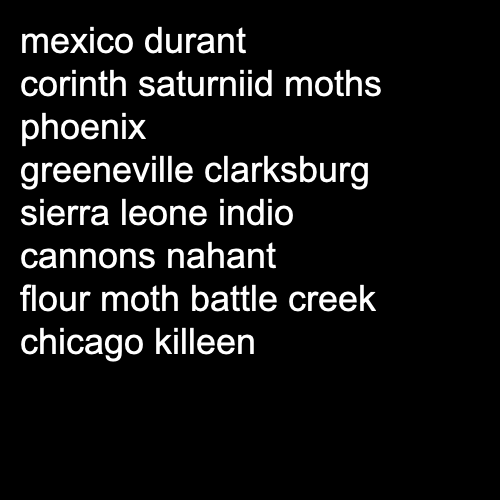 mexico durant
corinth saturniid moths
phoenix
greeneville clarksburg
sierra leone indio
cannons nahant
flour moth battle creek
chicago killeen